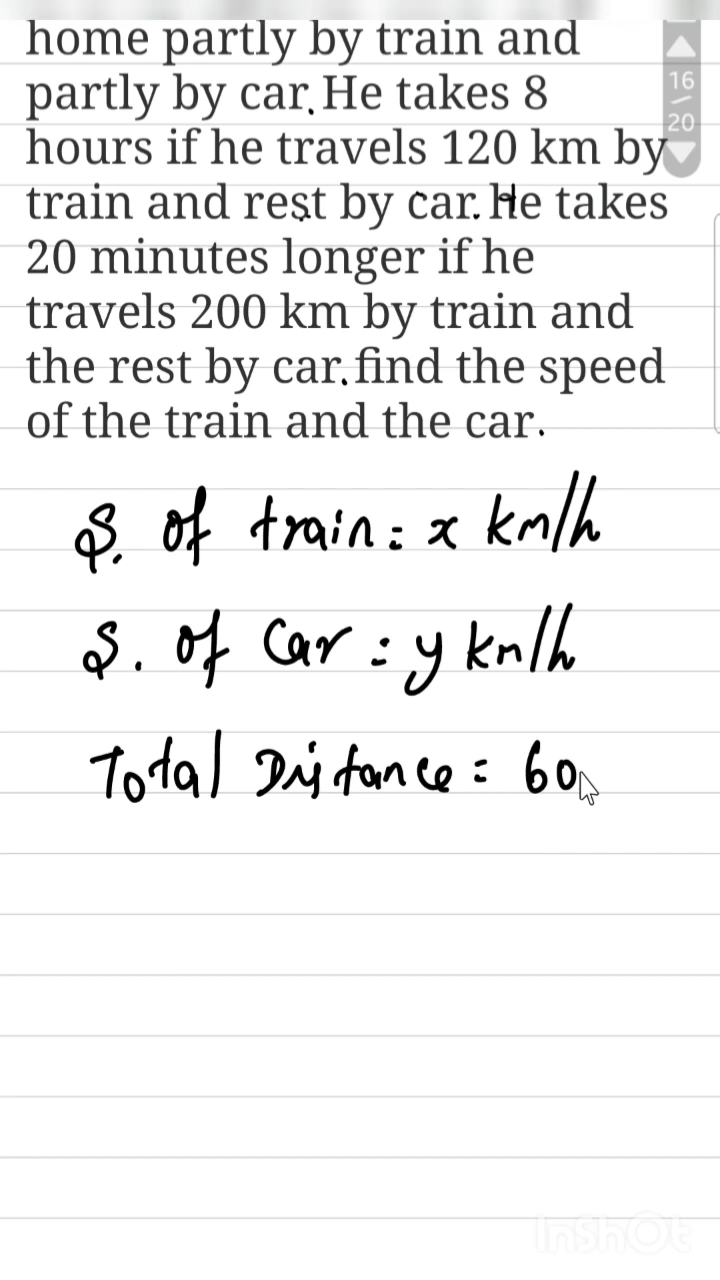 home partly by train and
partly by car. He takes 8
hours if he travels 120 km by
train and rest by car. He takes
20 minutes longer if he
travels 200 km by train and
the rest by car. find the speed
of the train and the car.
16
20
S. of train = x km/h
S. of Car = y km/h
Total Distance = 60
InShOt